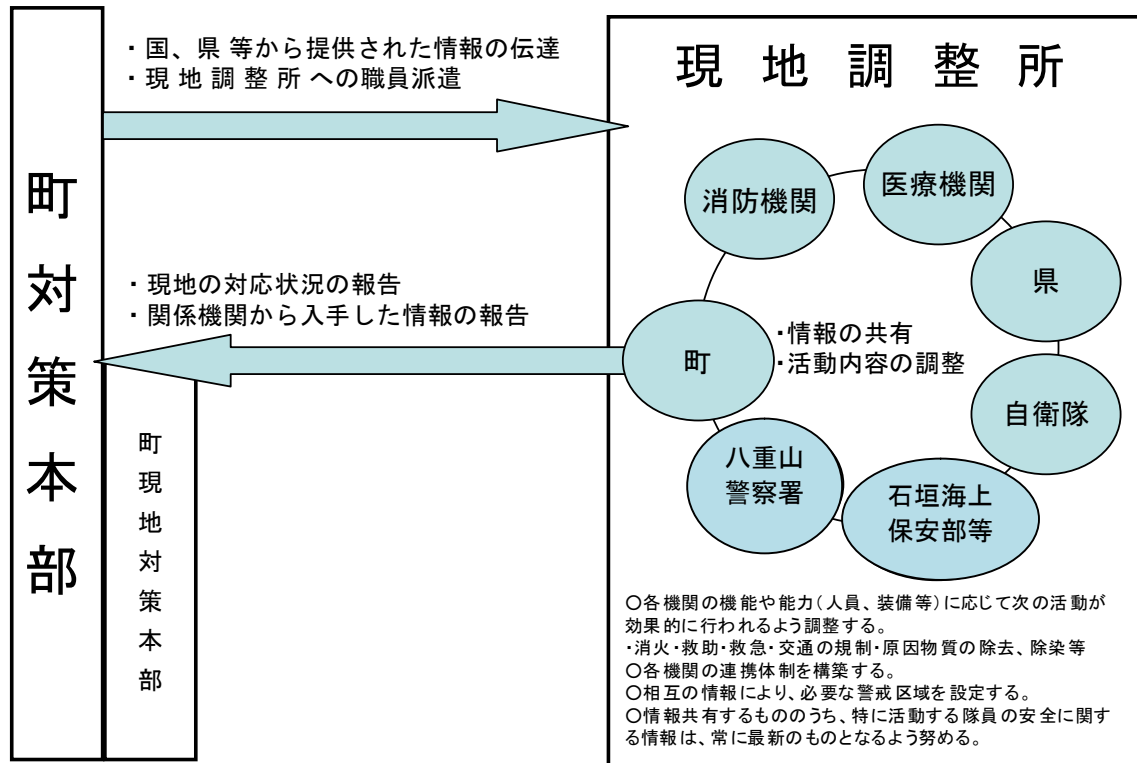 町対策本部
・国、県 等から提供された情報の伝達
・現 地 調 整 所 への職員派遣
・現地の対応状況の報告
・関係機関から入手した情報の報告
町現地対策本部
現地調整所
消防機関
医療機関
県
自衛隊
石垣海上
保安部等
八重山
警察署
町
・情報の共有
・活動内容の調整
○各機関の機能や能力(人員、装備等)に応じて次の活動が
効果的に行われるよう調整する。
・消火・救助・救急・交通の規制・原因物質の除去、除染等
○各機関の連携体制を構築する。
○相互の情報により、必要な警戒区域を設定する。
○情報共有するもののうち、特に活動する隊員の安全に関す
る情報は、常に最新のものとなるよう努める。